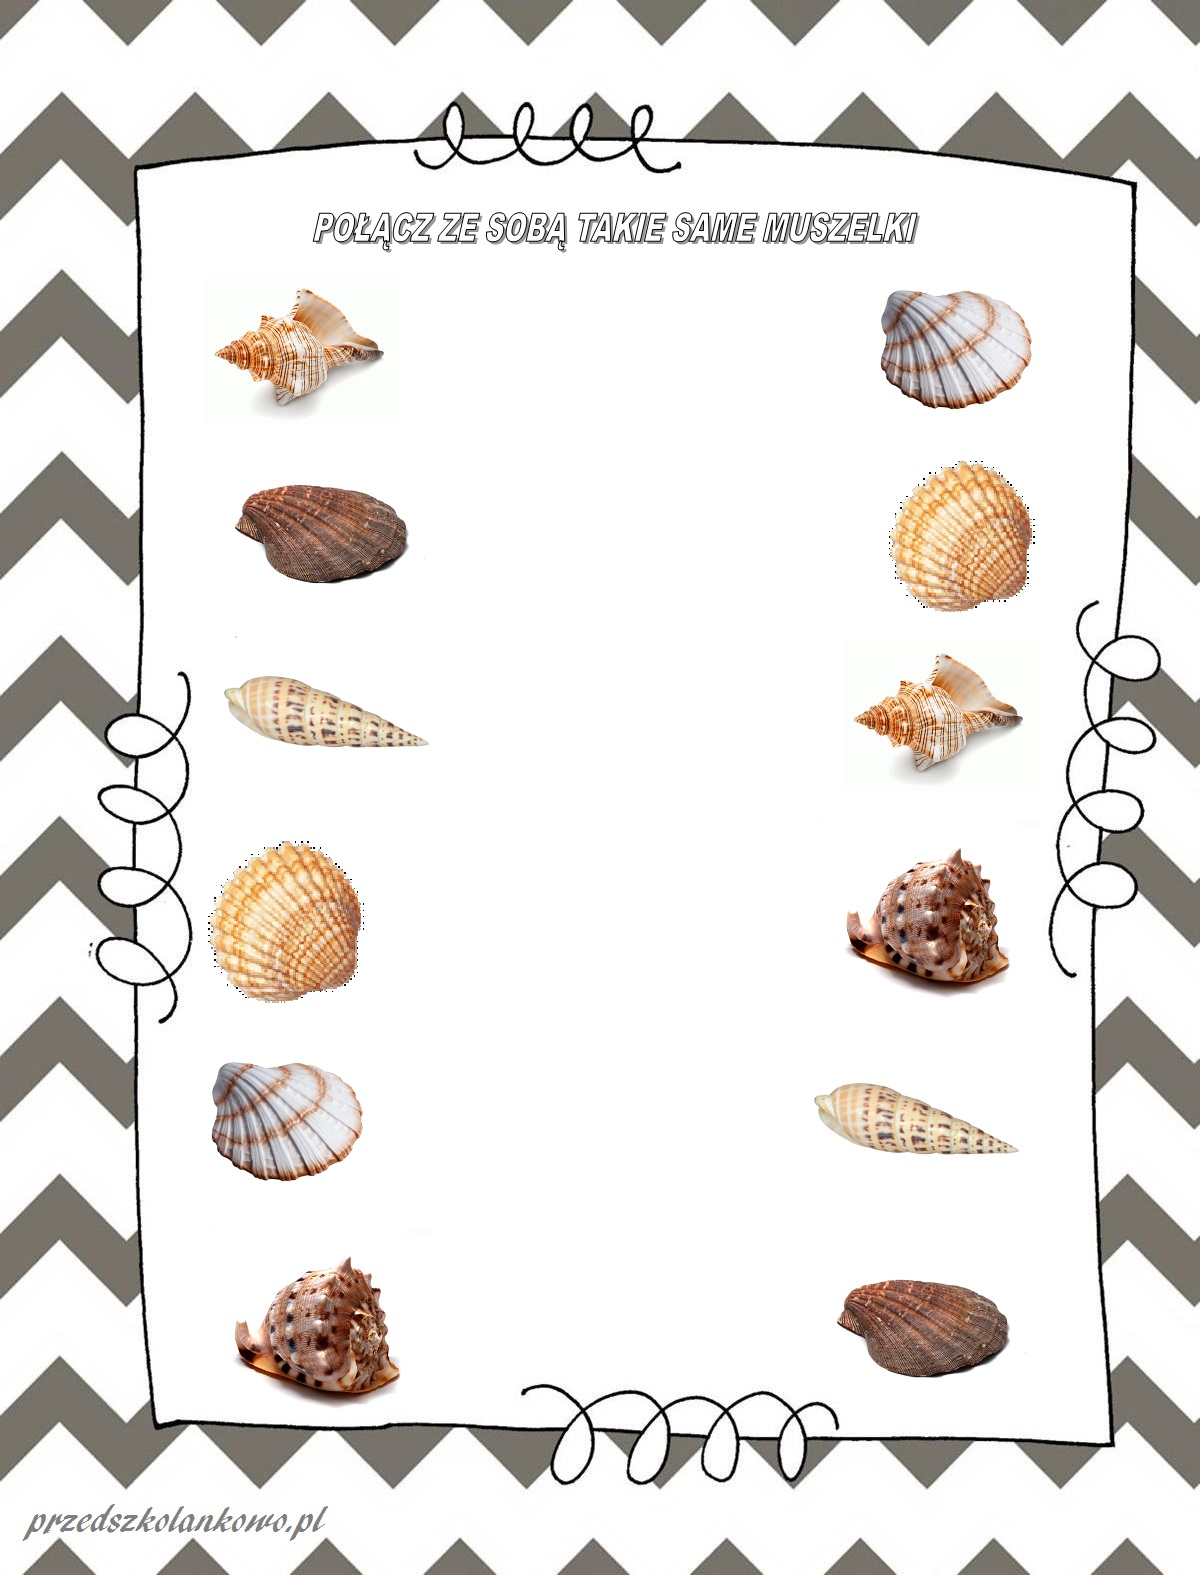 POŁĄCZ ZE SOBĄ TAKIE SAME MUSZELKI
przedszkolankowo.pl